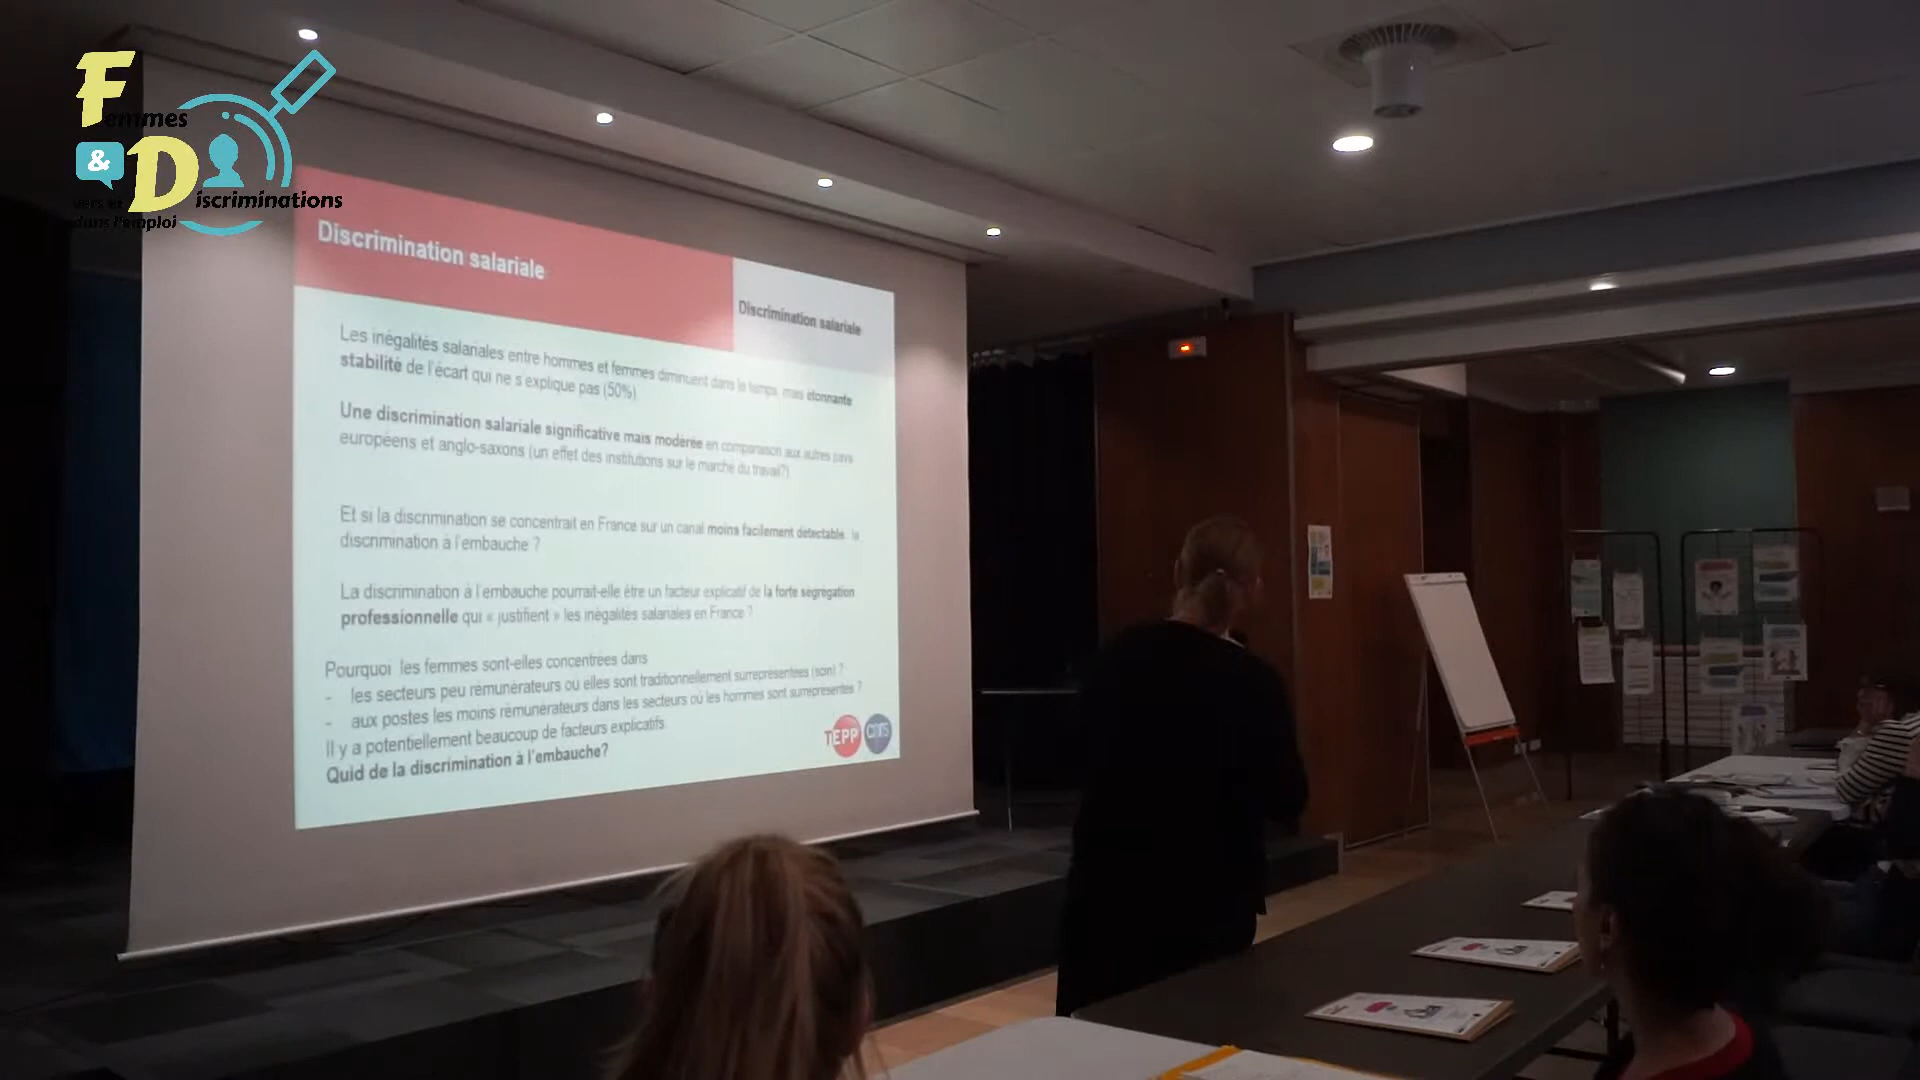 Femmes
&
vers et Discriminations
dans l'emploi
Discrimination salariale
Discrimination salariale
Les inégalités salariales entre hommes et femmes diminuent dans le temps, mais étonnante
stabilité de l'écart qui ne s'explique pas (50%)
Une discrimination salariale significative mais modérée en comparaison aux autres pays
européens et anglo-saxons (un effet des institutions sur le marché du travail?)
Et si la discrimination se concentrait en France sur un canal moins facilement détectable : la
discrimination à l'embauche ?
La discrimination à l'embauche pourrait-elle être un facteur explicatif de la forte ségrégation
professionnelle qui « justifient » les inégalités salariales en France ?
Pourquoi les femmes sont-elles concentrées dans
- les secteurs peu rémunérateurs où elles sont traditionnellement surreprésentées (soin) ?
- aux postes les moins rémunérateurs dans les secteurs où les hommes sont surreprésentés ?
Il y a potentiellement beaucoup de facteurs explicatifs
Quid de la discrimination à l'embauche?
TEPP CNRS